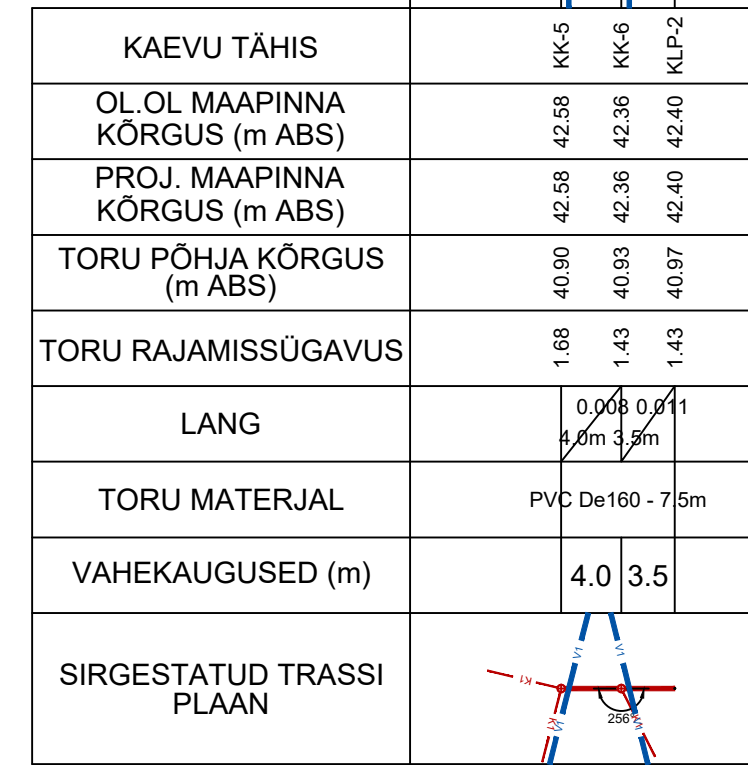 KAEVU TÄHIS
KK-5 KK-6 KLP-2
OL.OL MAAPINNA
KÕRGUS (m ABS)
42.58 42.36 42.40
PROJ. MAAPINNA
KÕRGUS (m ABS)
42.58 42.36 42.40
TORU PÕHJA KÕRGUS
(m ABS)
40.90 40.93 40.97
TORU RAJAMISSÜGAVUS
1.68 1.43 1.43
LANG
0.008 0.011
4.0m 3.5m
TORU MATERJAL
PVC De160 - 7.5m
VAHEKAUGUSED (m)
4.0 3.5
SIRGESTATUD TRASSI
PLAAN
V1 V1
K1
256°
K1 V1